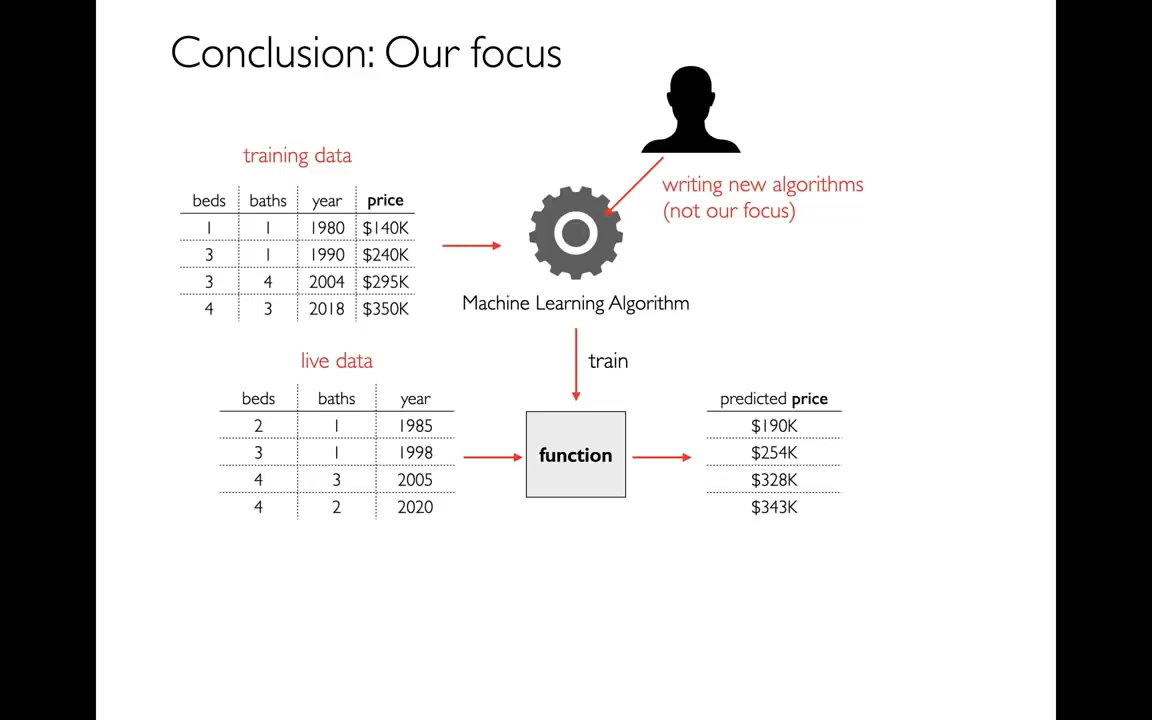 Conclusion: Our focus
training data
beds baths year price
1 1 1980 $140K
3 1 1990 $240K
3 4 2004 $295K
4 3 2018 $350K
writing new algorithms
(not our focus)
Machine Learning Algorithm
train
live data
beds baths year
2 1 1985
3 1 1998
4 3 2005
4 2 2020
function
predicted price
$190K
$254K
$328K
$343K